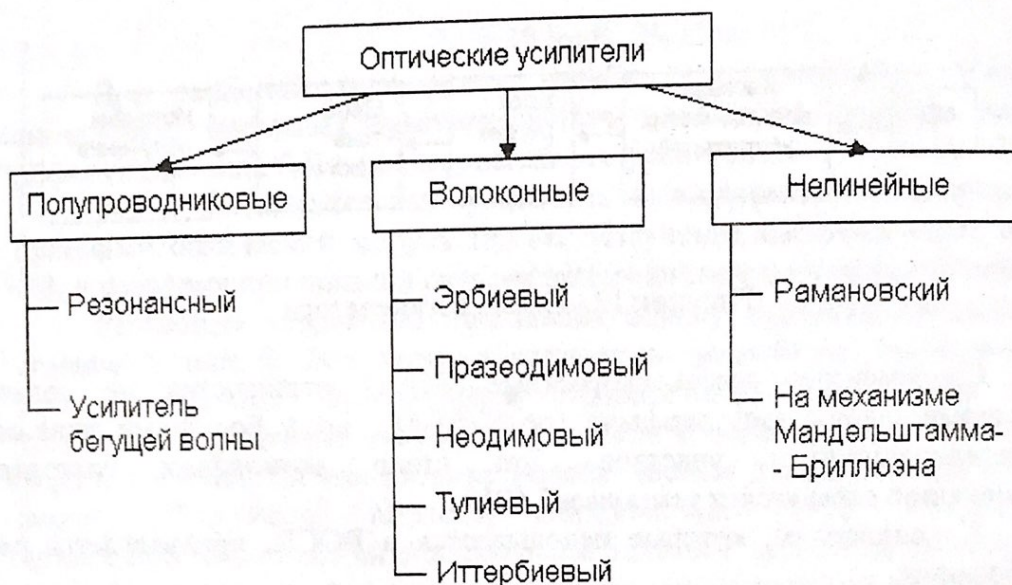 Оптические усилители
Полупроводниковые
Волоконные
Нелинейные
Резонансный
Усилитель
бегущей волны
Эрбиевый
Празеодимовый
Неодимовый
Тулиевый
Иттербиевый
Рамановский
На механизме
Мандельштамма-
- Бриллюэна